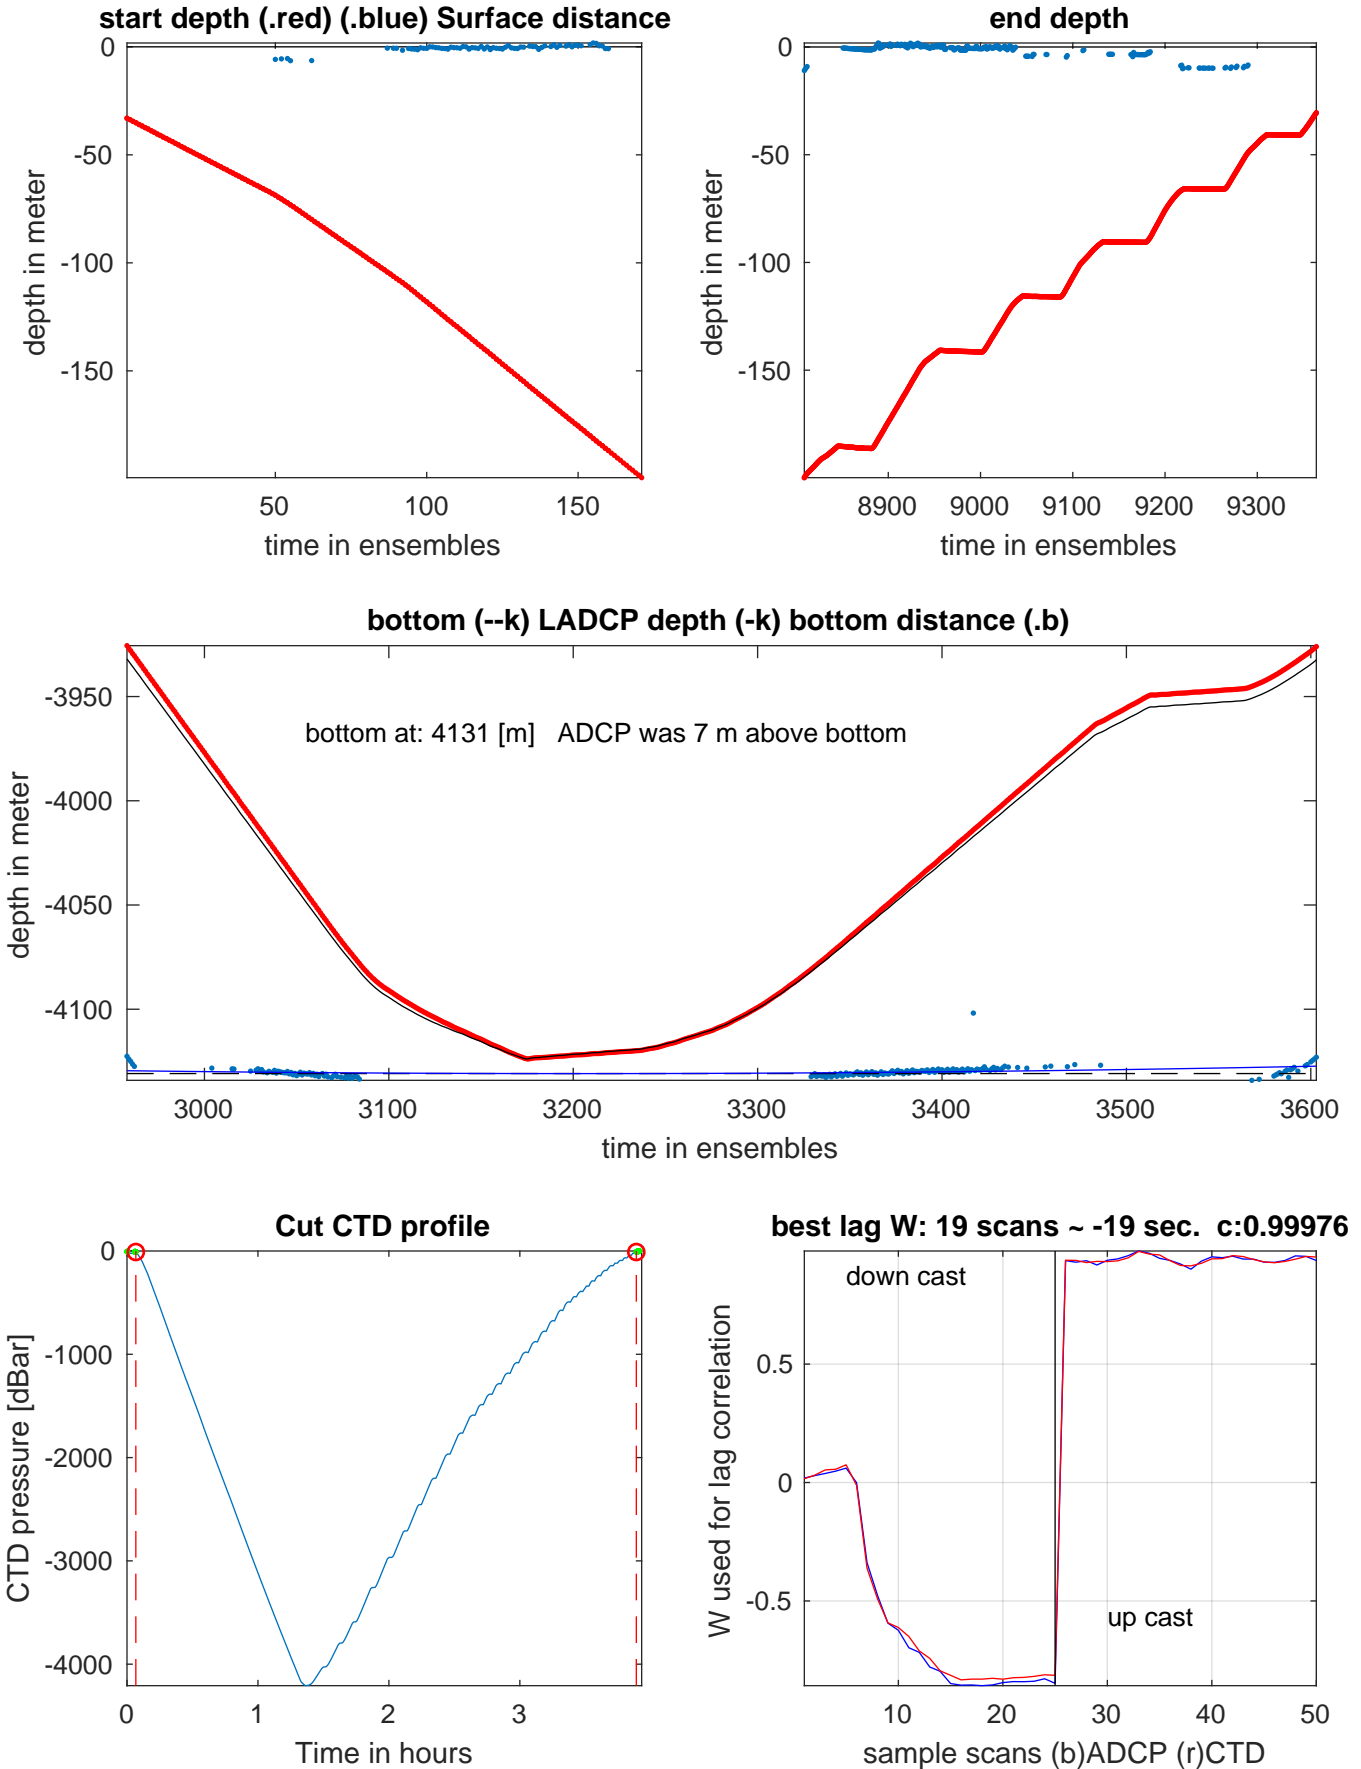 start depth (.red) (.blue) Surface distance
0
-50
-100
-150
depth in meter
50
100
150
time in ensembles
end depth
0
-50
-100
-150
depth in meter
8900
9000
9100
9200
9300
time in ensembles
bottom (--k) LADCP depth (-k) bottom distance (.b)
bottom at: 4131 [m] ADCP was 7 m above bottom
-3950
-4000
-4050
-4100
depth in meter
3000
3100
3200
3300
3400
3500
3600
time in ensembles
Cut CTD profile
0
-1000
-2000
-3000
-4000
CTD pressure [dBar]
0
1
2
3
Time in hours
best lag W: 19 scans ~ -19 sec. c:0.99976
down cast
0.5
0
-0.5
up cast
W used for lag correlation
10
20
30
40
50
sample scans (b)ADCP (r)CTD